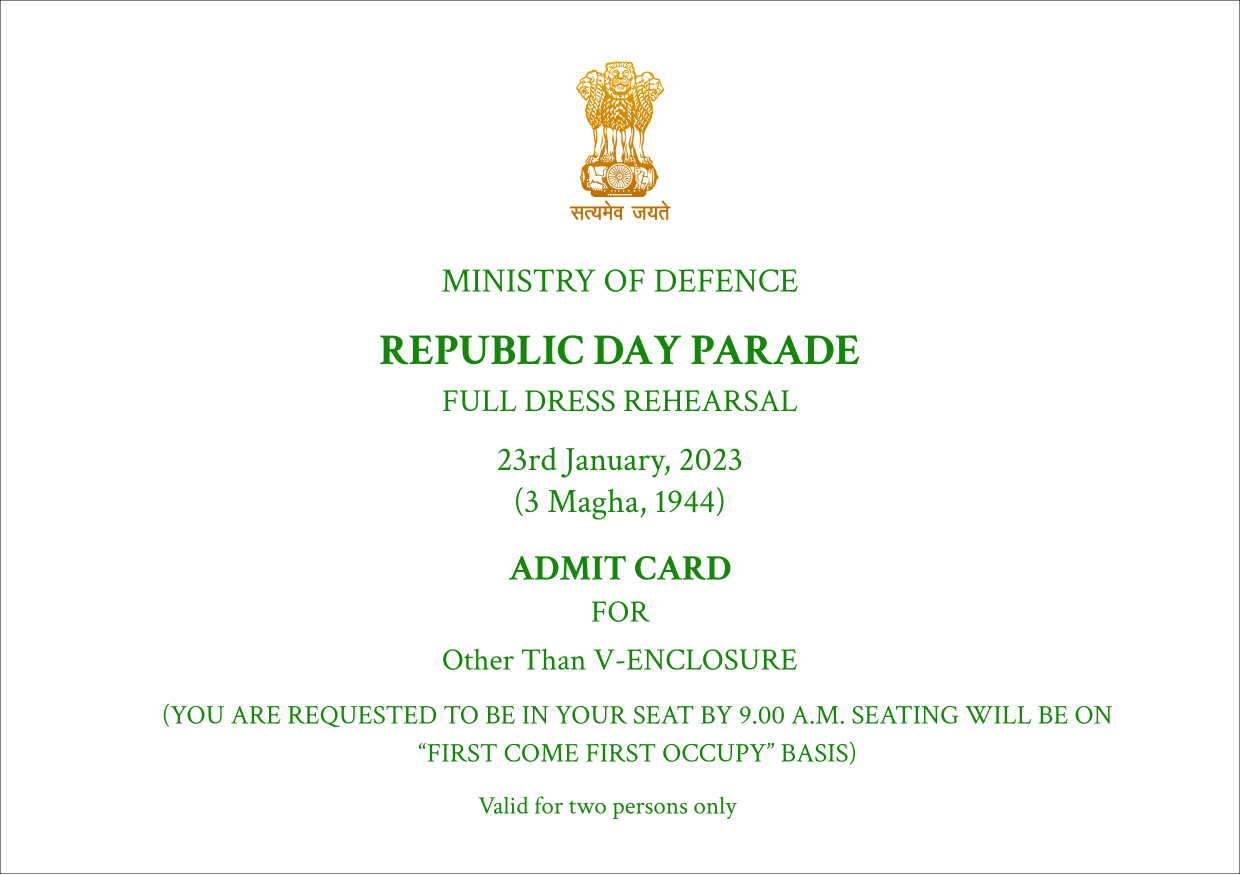 सत्यमेव जयते
MINISTRY OF DEFENCE
REPUBLIC DAY PARADE
FULL DRESS REHEARSAL
23rd January, 2023
(3 Magha, 1944)
ADMIT CARD
FOR
Other Than V-ENCLOSURE
(YOU ARE REQUESTED TO BE IN YOUR SEAT BY 9.00 A.M. SEATING WILL BE ON
“FIRST COME FIRST OCCUPY” BASIS)
Valid for two persons only